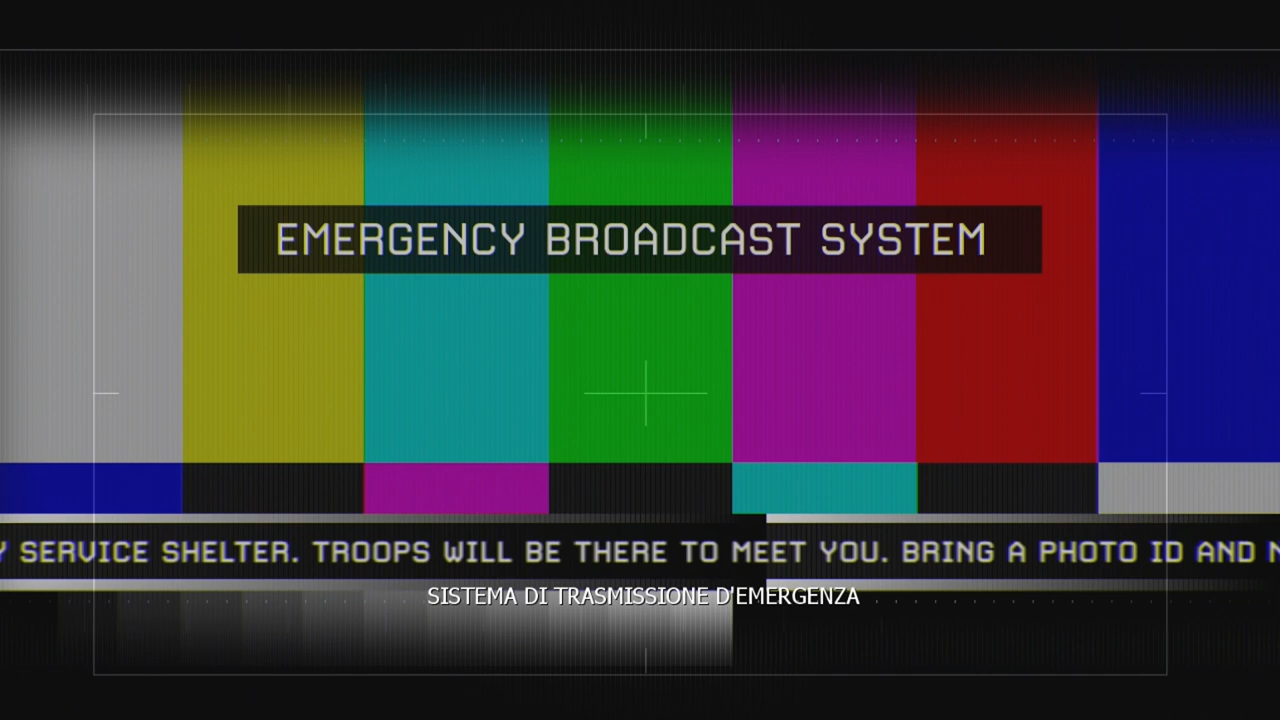 EMERGENCY BROADCAST SYSTEM
SERVICE SHELTER. TROOPS WILL BE THERE TO MEET YOU. BRING A PHOTO ID AND
SISTEMA DI TRASMISSIONE D'EMERGENZA